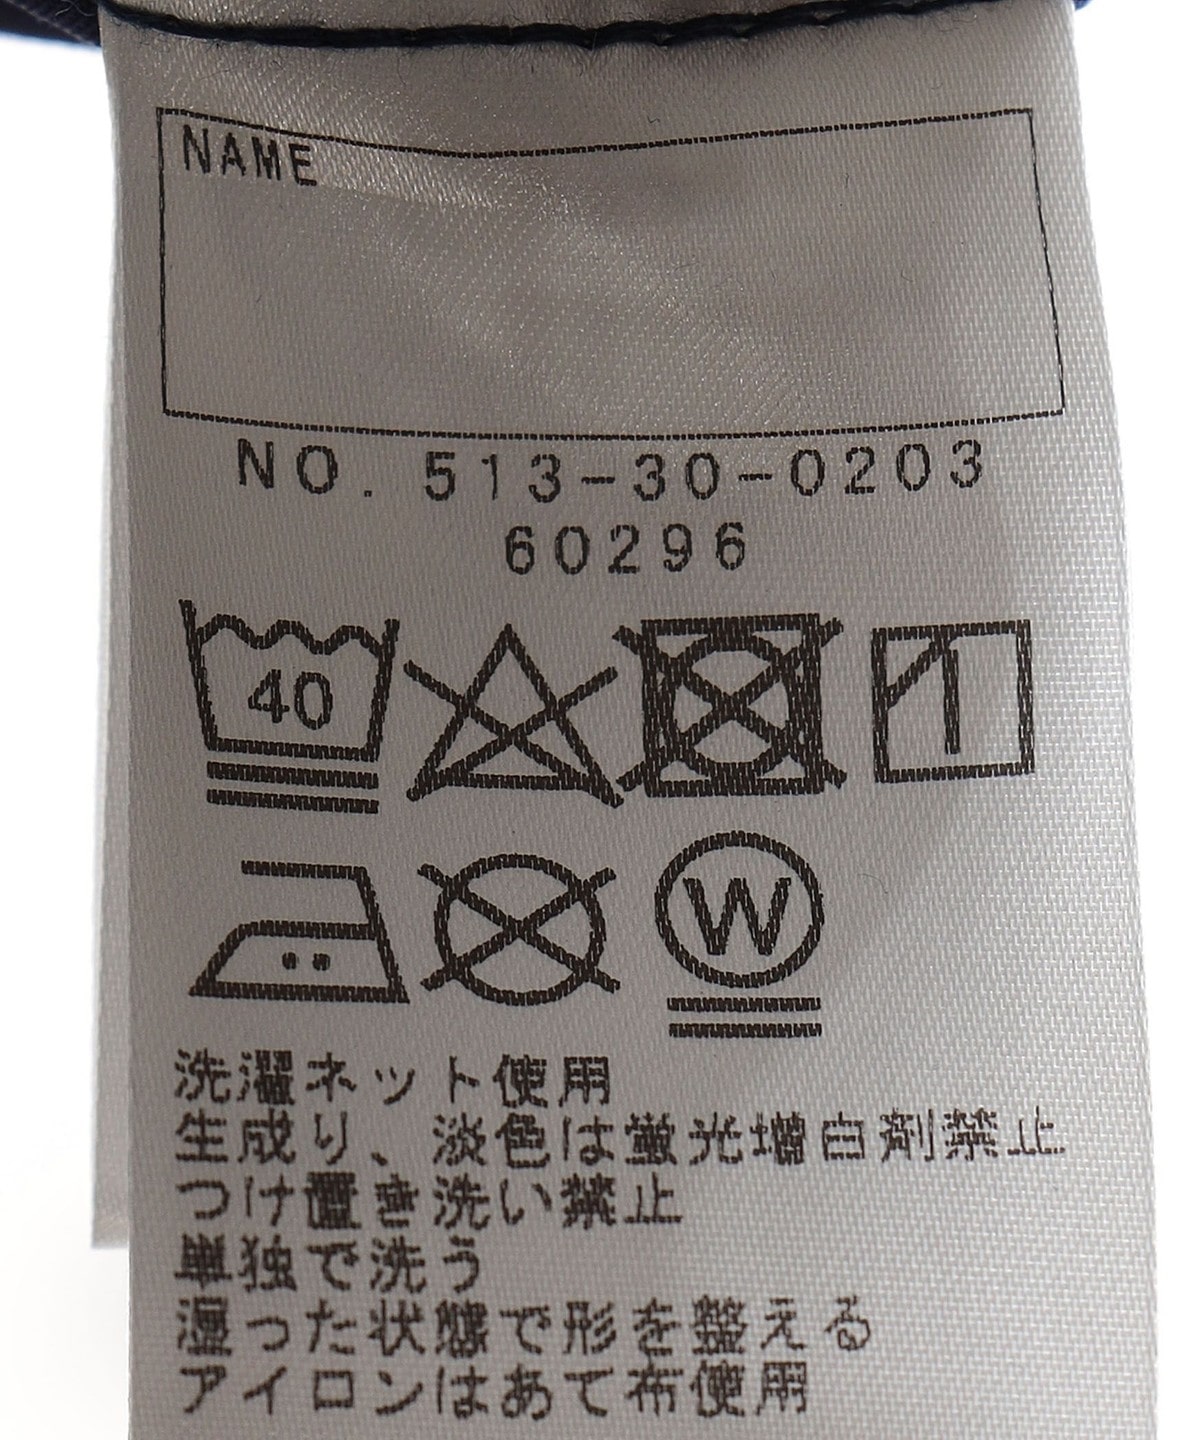 NAME
NO. 513-30-0203
60296
40
W
洗濯ネット使用
生成り、淡色は蛍光増白剤禁止
つけ置き洗い禁止
単独で洗う
湿った状態で形を整える
アイロンはあて布使用